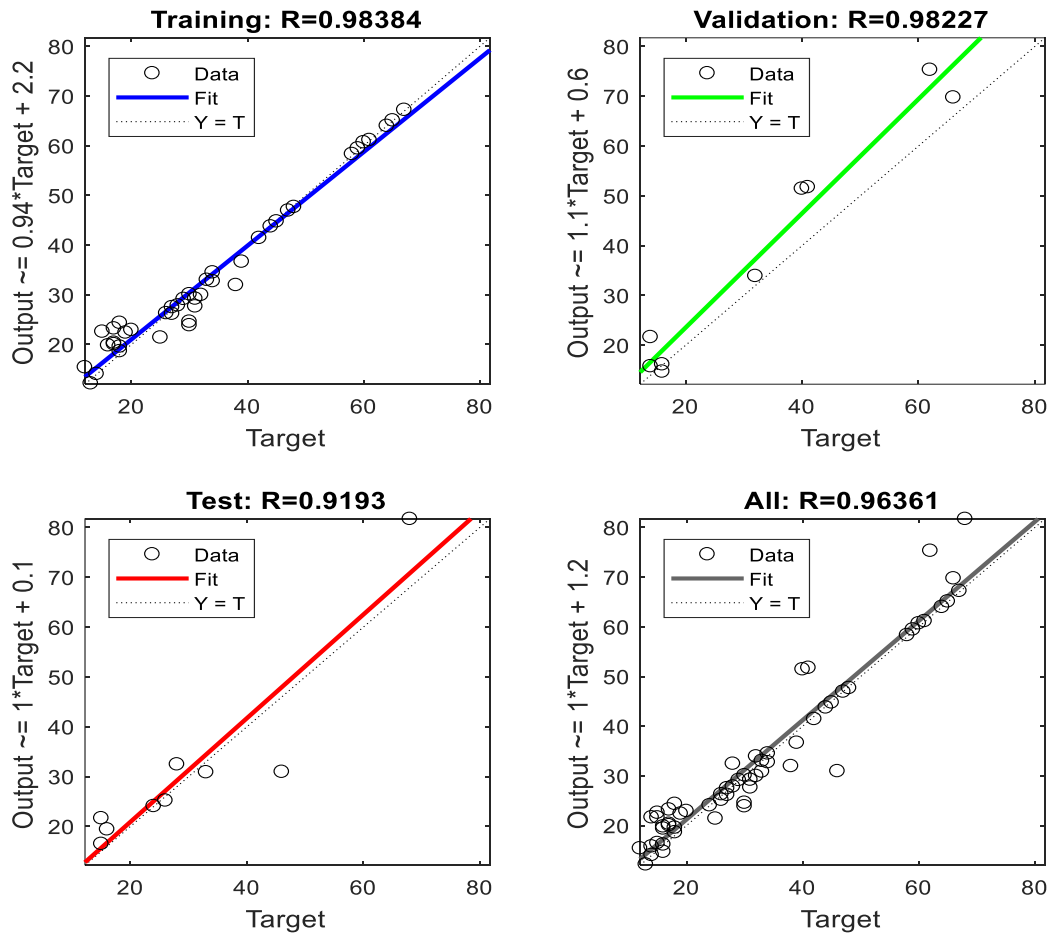 Training: R=0.98384
Output ~= 0.94*Target + 2.2
80
70
60
50
40
30
20
Data
Fit
Y = T
20
40
60
80
Target
Validation: R=0.98227
Output ~= 1.1*Target + 0.6
80
70
60
50
40
30
20
Data
Fit
Y = T
20
40
60
80
Target
Test: R=0.9193
Output ~= 1*Target + 0.1
80
70
60
50
40
30
20
Data
Fit
Y = T
20
40
60
80
Target
All: R=0.96361
Output ~= 1*Target + 1.2
80
70
60
50
40
30
20
Data
Fit
Y = T
20
40
60
80
Target